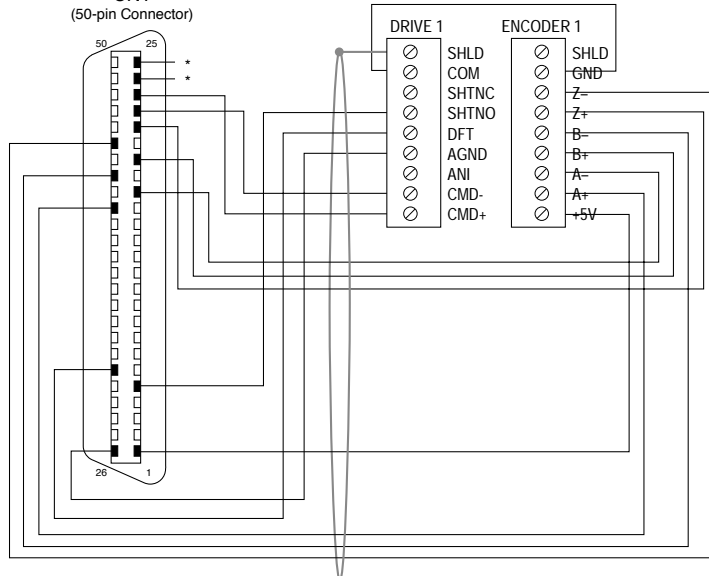 (50-pin Connector)
50
25
*
*
26
1
DRIVE 1
SHLD
COM
SHTNC
SHTNO
DFT
AGND
ANI
CMD-
CMD+
ENCODER 1
SHLD
GND
Z–
Z+
B–
B+
A–
A+
+5V